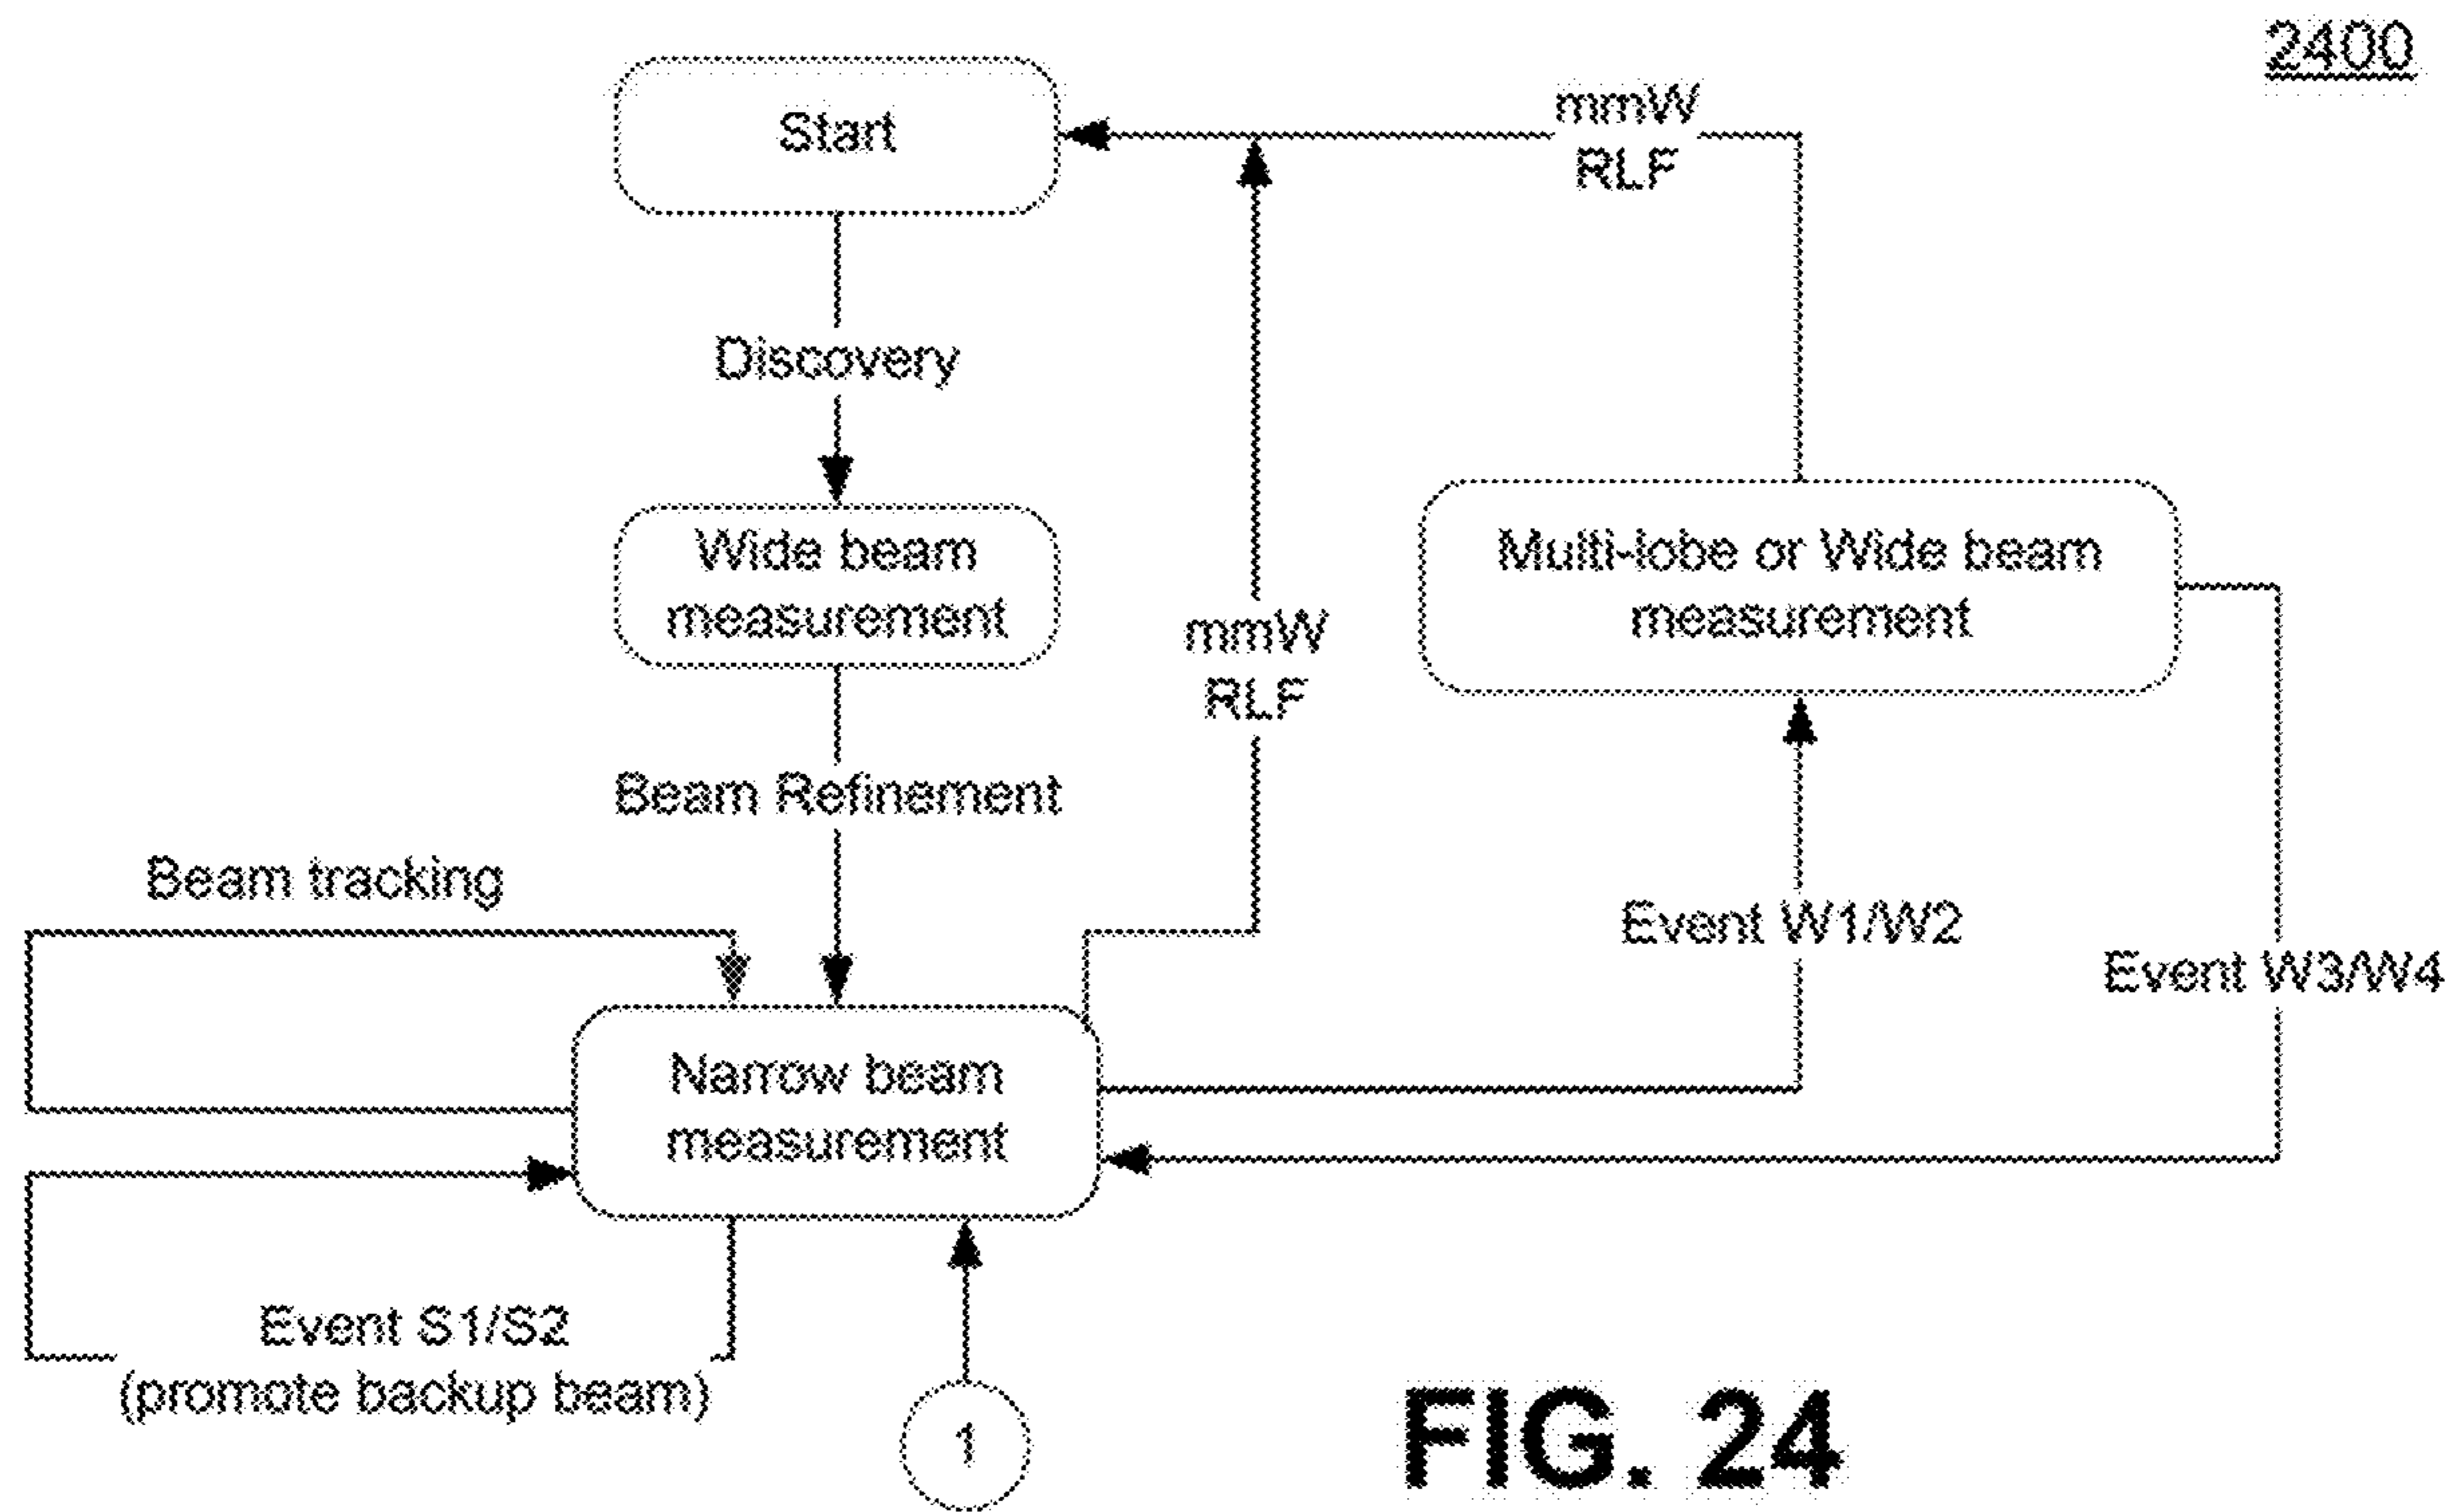 2400
Start
mmW
RLF
Discovery
Wide beam
measurement
Multi-lobe or Wide beam
measurement
mmW
RLF
Beam Refinement
Beam tracking
Event W1/W2
Event W3/W4
Narrow beam
measurement
Event S1/S2
(promote backup beam)
1
FIG. 24